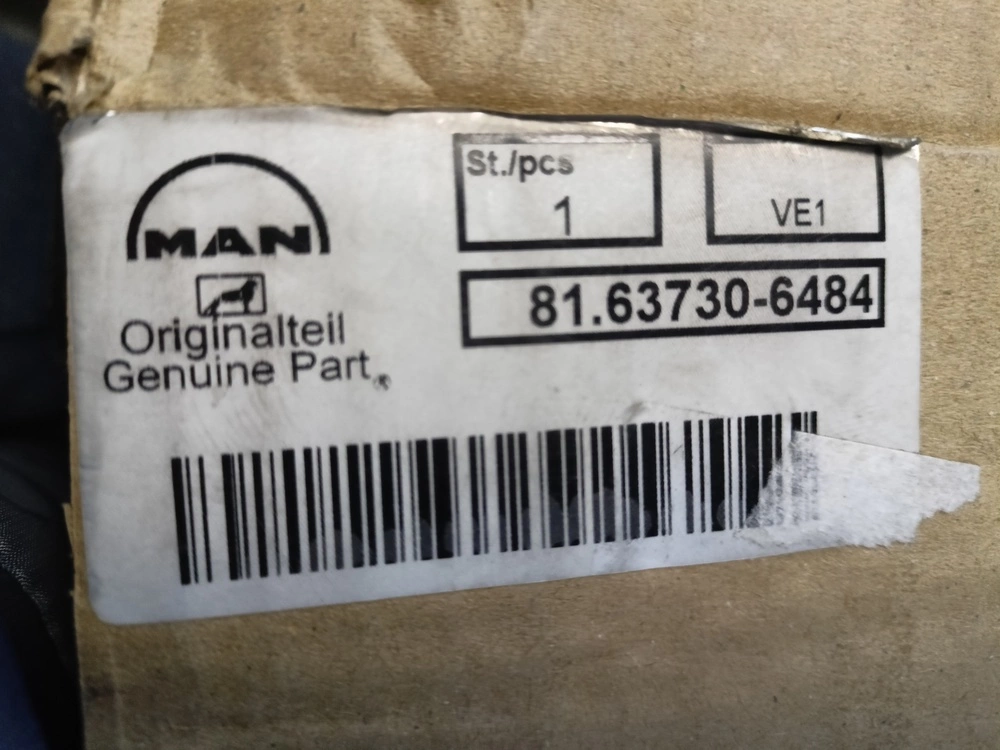 MAN
Originalteil
Genuine Part®
St./pcs
1
VE1
81.63730-6484